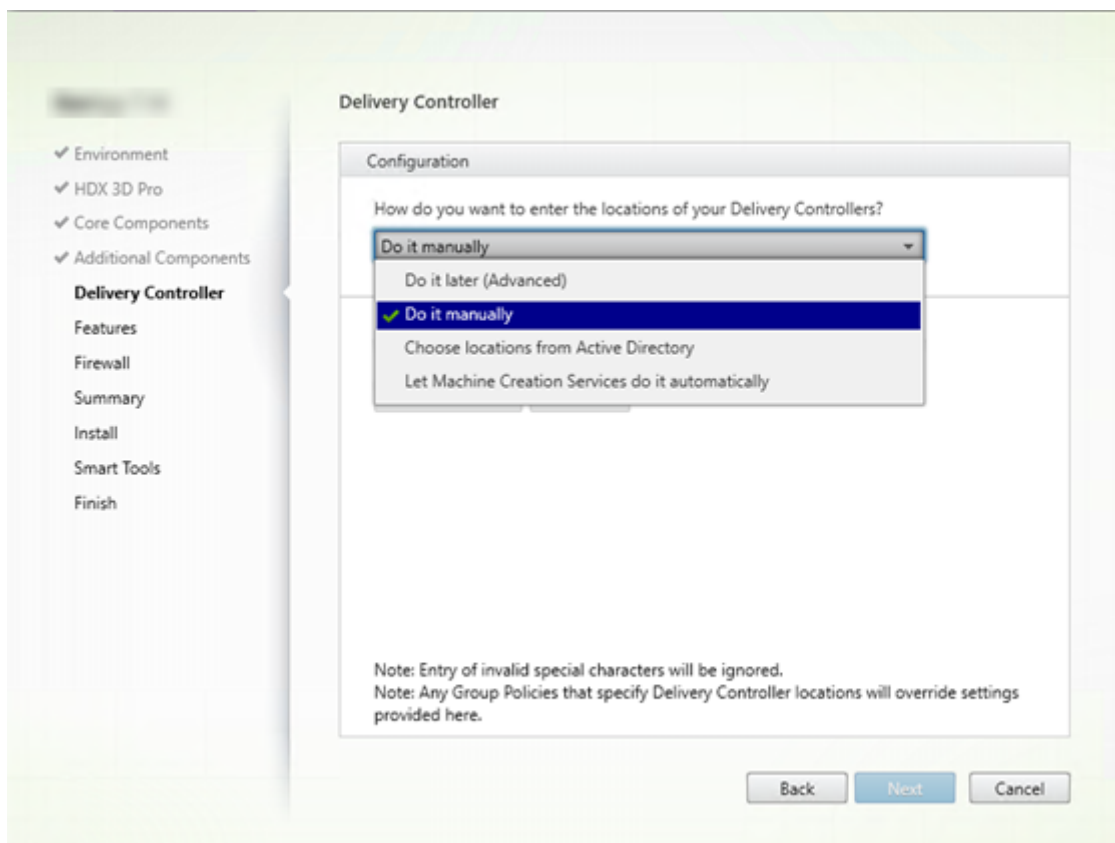 Delivery Controller
Environment
HDX 3D Pro
Core Components
Additional Components
Delivery Controller
Features
Firewall
Summary
Install
Smart Tools
Finish
Configuration
How do you want to enter the locations of your Delivery Controllers?
Do it manually
Do it later (Advanced)
Do it manually
Choose locations from Active Directory
Let Machine Creation Services do it automatically
Note: Entry of invalid special characters will be ignored.
Note: Any Group Policies that specify Delivery Controller locations will override settings
provided here.
Back
Next
Cancel